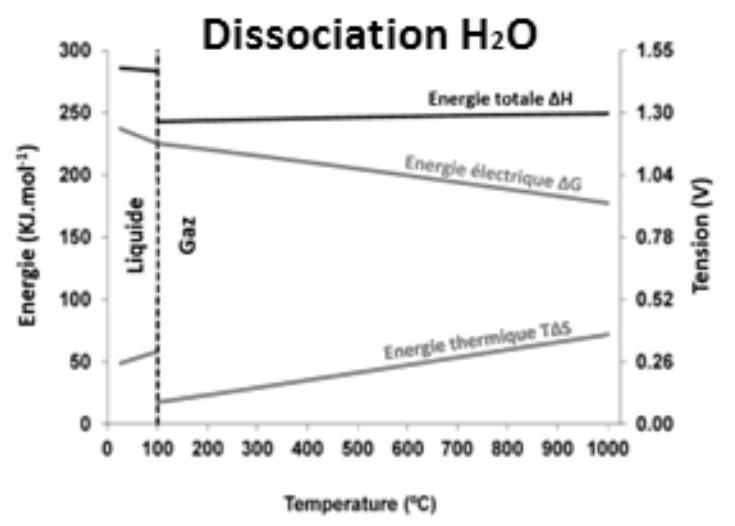 Dissociation H₂O
300
250
200
150
100
50
0
Energie (KJ.mol⁻¹)
1.55
1.30
1.04
0.78
0.52
0.26
0.00
Tension (V)
Energie totale ΔH
Energie électrique ΔG
Energie thermique TΔS
Liquide
Gaz
0 100 200 300 400 500 600 700 800 900 1000
Temperature (ºC)